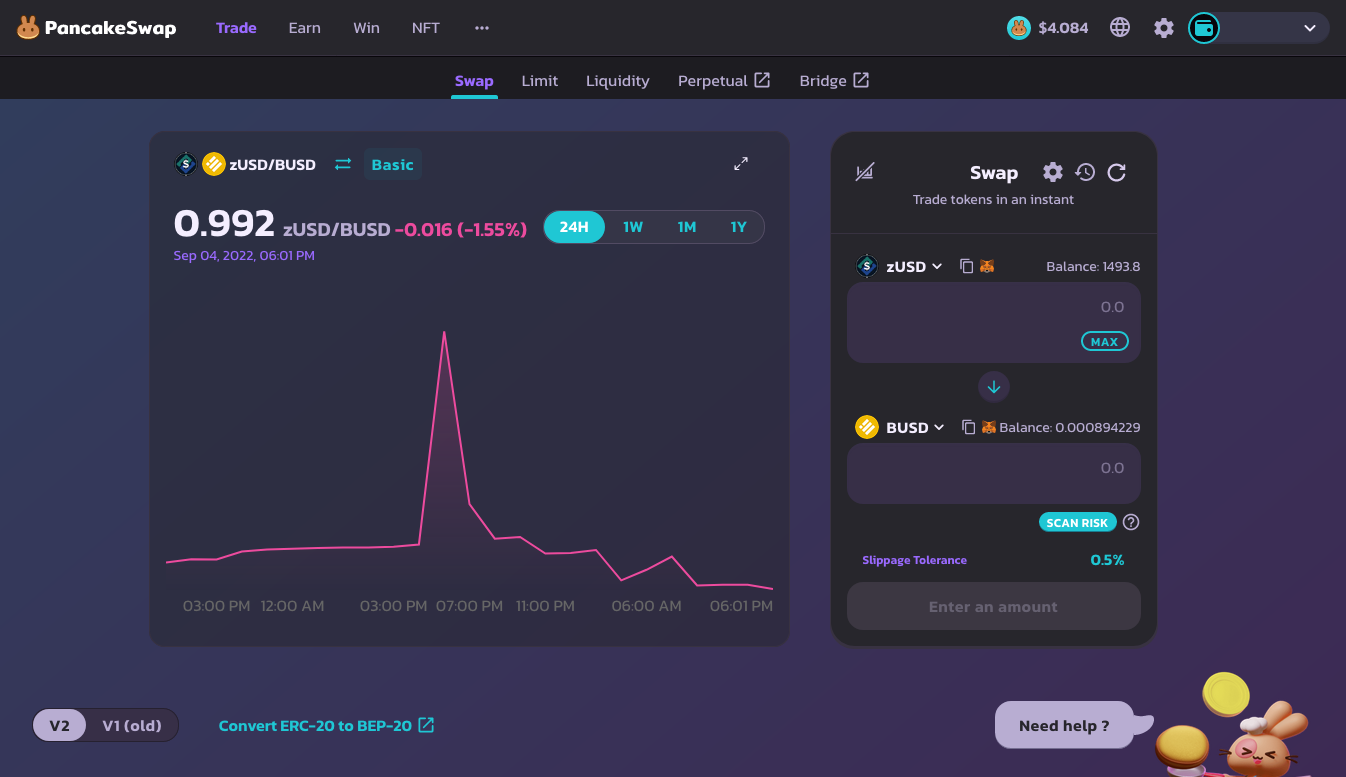 PancakeSwap Trade Earn Win NFT ••• $4.084
Swap Limit Liquidity Perpetual Bridge
S zUSD/BUSD Basic
0.992 zUSD/BUSD -0.016 (-1.55%) 24H 1W 1M 1Y
Sep 04, 2022, 06:01 PM
03:00 PM 12:00 AM 03:00 PM 07:00 PM 11:00 PM 06:00 AM 06:01 PM
Swap
Trade tokens in an instant
S zUSD Balance: 1493.8
0.0
MAX
BUSD Balance: 0.000894229
0.0
SCAN RISK ?
Slippage Tolerance 0.5%
Enter an amount
V2 V1 (old) Convert ERC-20 to BEP-20
Need help ?